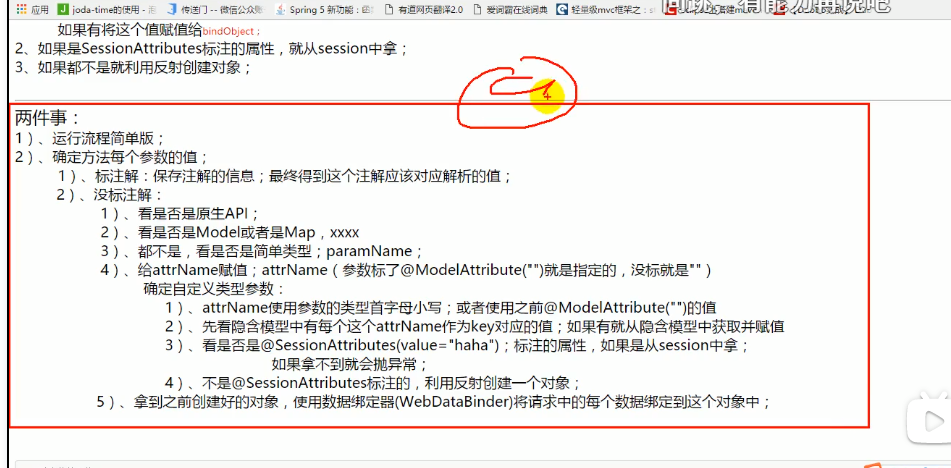 应用 joda-time的使用 - 传送门 -- 微信公众 Spring 5 新功能： 有道网页翻译2.0 爱词霸在线词典 轻量级mvc框架之：
如果有将这个值赋值给bindObject；
2、如果是SessionAttributes标注的属性，就从session中拿；
3、如果都不是就利用反射创建对象；
两件事：
1）、运行流程简单版；
2）、确定方法每个参数的值；
1）、标注解：保存注解的信息；最终得到这个注解应该对应解析的值；
2）、没标注解：
1）、看是否是原生API；
2）、看是否是Model或者是Map，xxxx
3）、都不是，看是否是简单类型；paramName；
4）、给attrName赋值；attrName（参数标了@ModelAttribute("")就是指定的，没标就是""）
确定自定义类型参数：
1）、attrName使用参数的类型首字母小写；或者使用之前@ModelAttribute("")的值
2）、先看隐含模型中有每个这个attrName作为key对应的值；如果有就从隐含模型中获取并赋值
3）、看是否是@SessionAttributes(value="haha")；标注的属性，如果是从session中拿；
如果拿不到就会抛异常；
4）、不是@SessionAttributes标注的，利用反射创建一个对象；
5）、拿到之前创建好的对象，使用数据绑定器(WebDataBinder)将请求中的每个数据绑定到这个对象中；